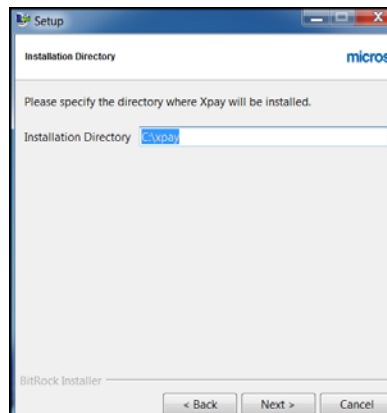 Setup
Installation Directory
micros
Please specify the directory where Xpay will be installed.
Installation Directory C:\xpay
BitRock Installer
< Back Next > Cancel